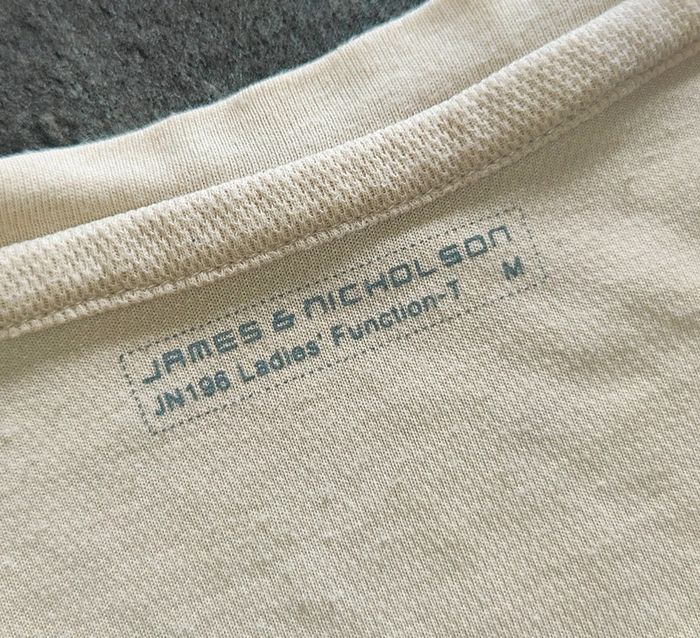 JAMES & NICHOLSON
JN196 Ladies' Function-T M